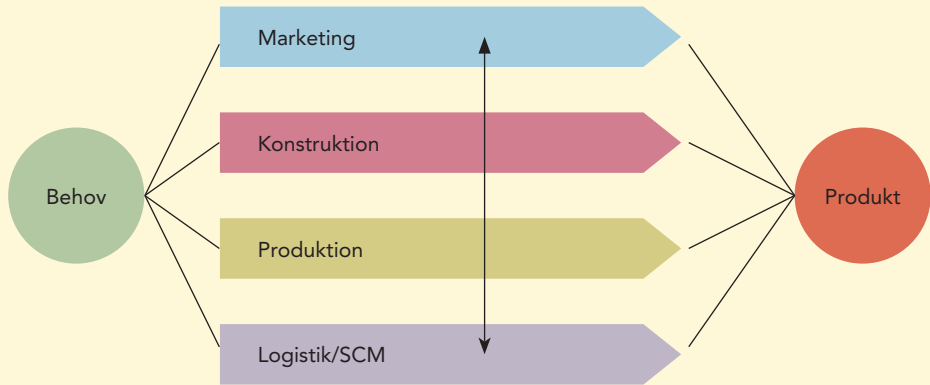 Marketing
Konstruktion
Behov
Produkt
Produktion
Logistik/SCM